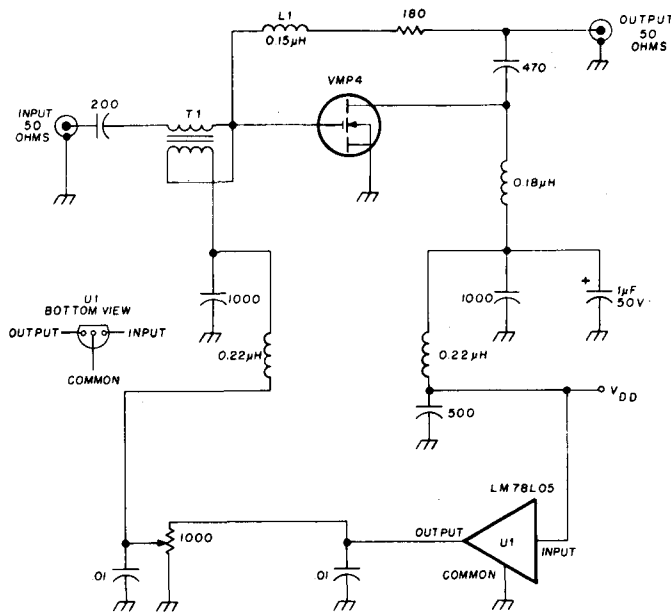 L1
0.15µH
180
OUTPUT
50
OHMS
470
VMP4
INPUT
50
OHMS
200
T1
0.18µH
1000
1000
+
1µF
50V
U1
BOTTOM VIEW
OUTPUT
INPUT
COMMON
0.22µH
0.22µH
500
VDD
LM78L05
OUTPUT
U1
INPUT
COMMON
1000
.01
.01